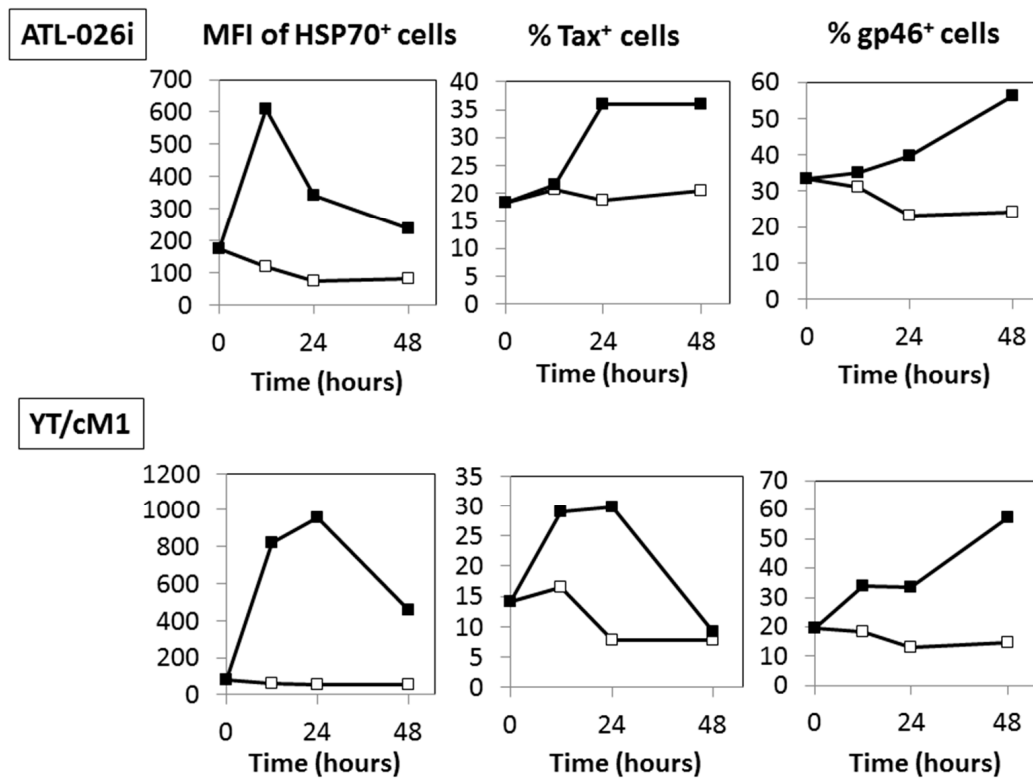 ATL-026i
MFI of HSP70⁺ cells
% Tax⁺ cells
% gp46⁺ cells
700
600
500
400
300
200
100
0
0 24 48
Time (hours)
40
35
30
25
20
15
10
5
0
0 24 48
Time (hours)
60
50
40
30
20
10
0
0 24 48
Time (hours)
YT/cM1
1200
1000
800
600
400
200
0
0 24 48
Time (hours)
35
30
25
20
15
10
5
0
0 24 48
Time (hours)
70
60
50
40
30
20
10
0
0 24 48
Time (hours)